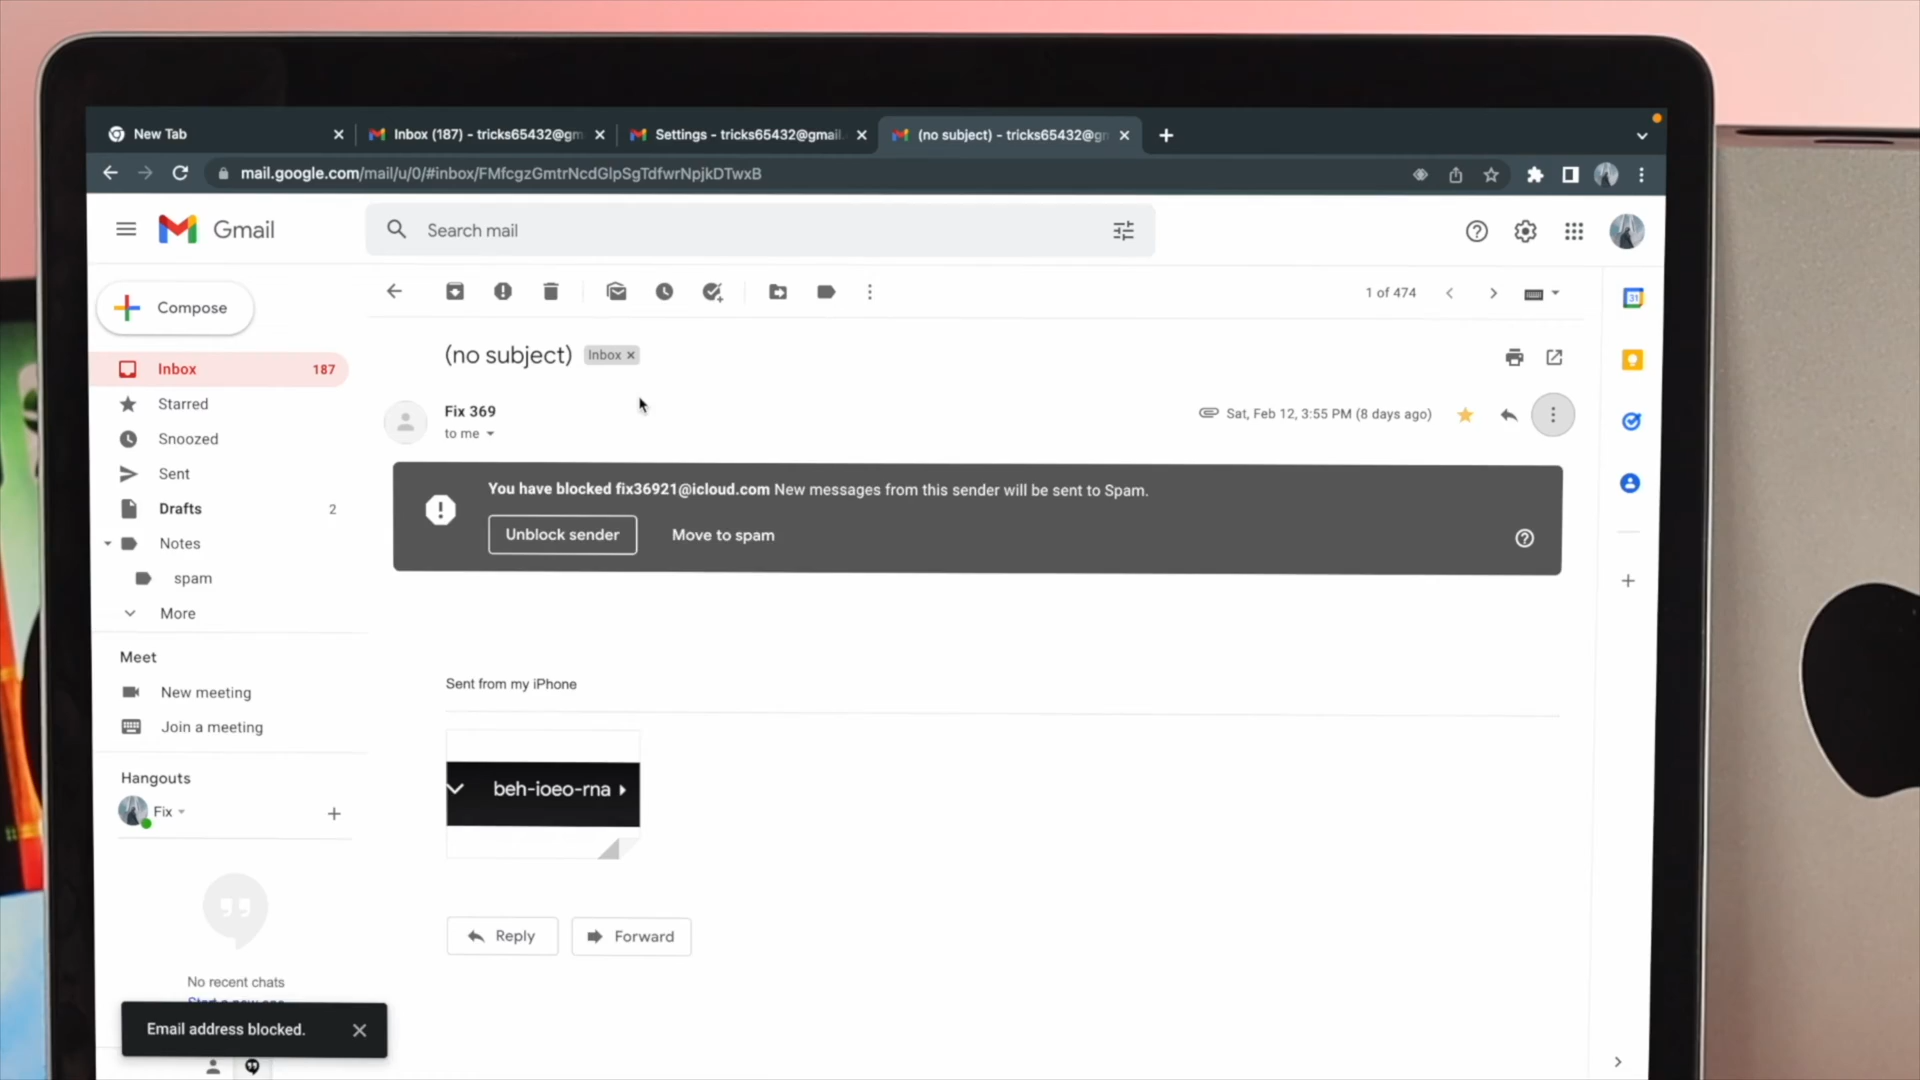 New Tab
Inbox (187) - tricks65432@gm
Settings - tricks65432@gmail.
(no subject) - tricks65432@gm
mail.google.com/mail/u/0/#inbox/FMfcgzGmtrNcdGlpSgTdfwrNpjkDTwxB
Gmail
Search mail
Compose
1 of 474
(no subject)
Inbox x
Inbox 187
Starred
Snoozed
Sent
Drafts 2
Notes
spam
More
Fix 369
to me
Sat, Feb 12, 3:55 PM (8 days ago)
You have blocked fix36921@icloud.com New messages from this sender will be sent to Spam.
Unblock sender
Move to spam
Meet
New meeting
Join a meeting
Sent from my iPhone
Hangouts
Fix
beh-ioeo-rna
Reply
Forward
No recent chats
Email address blocked.
31